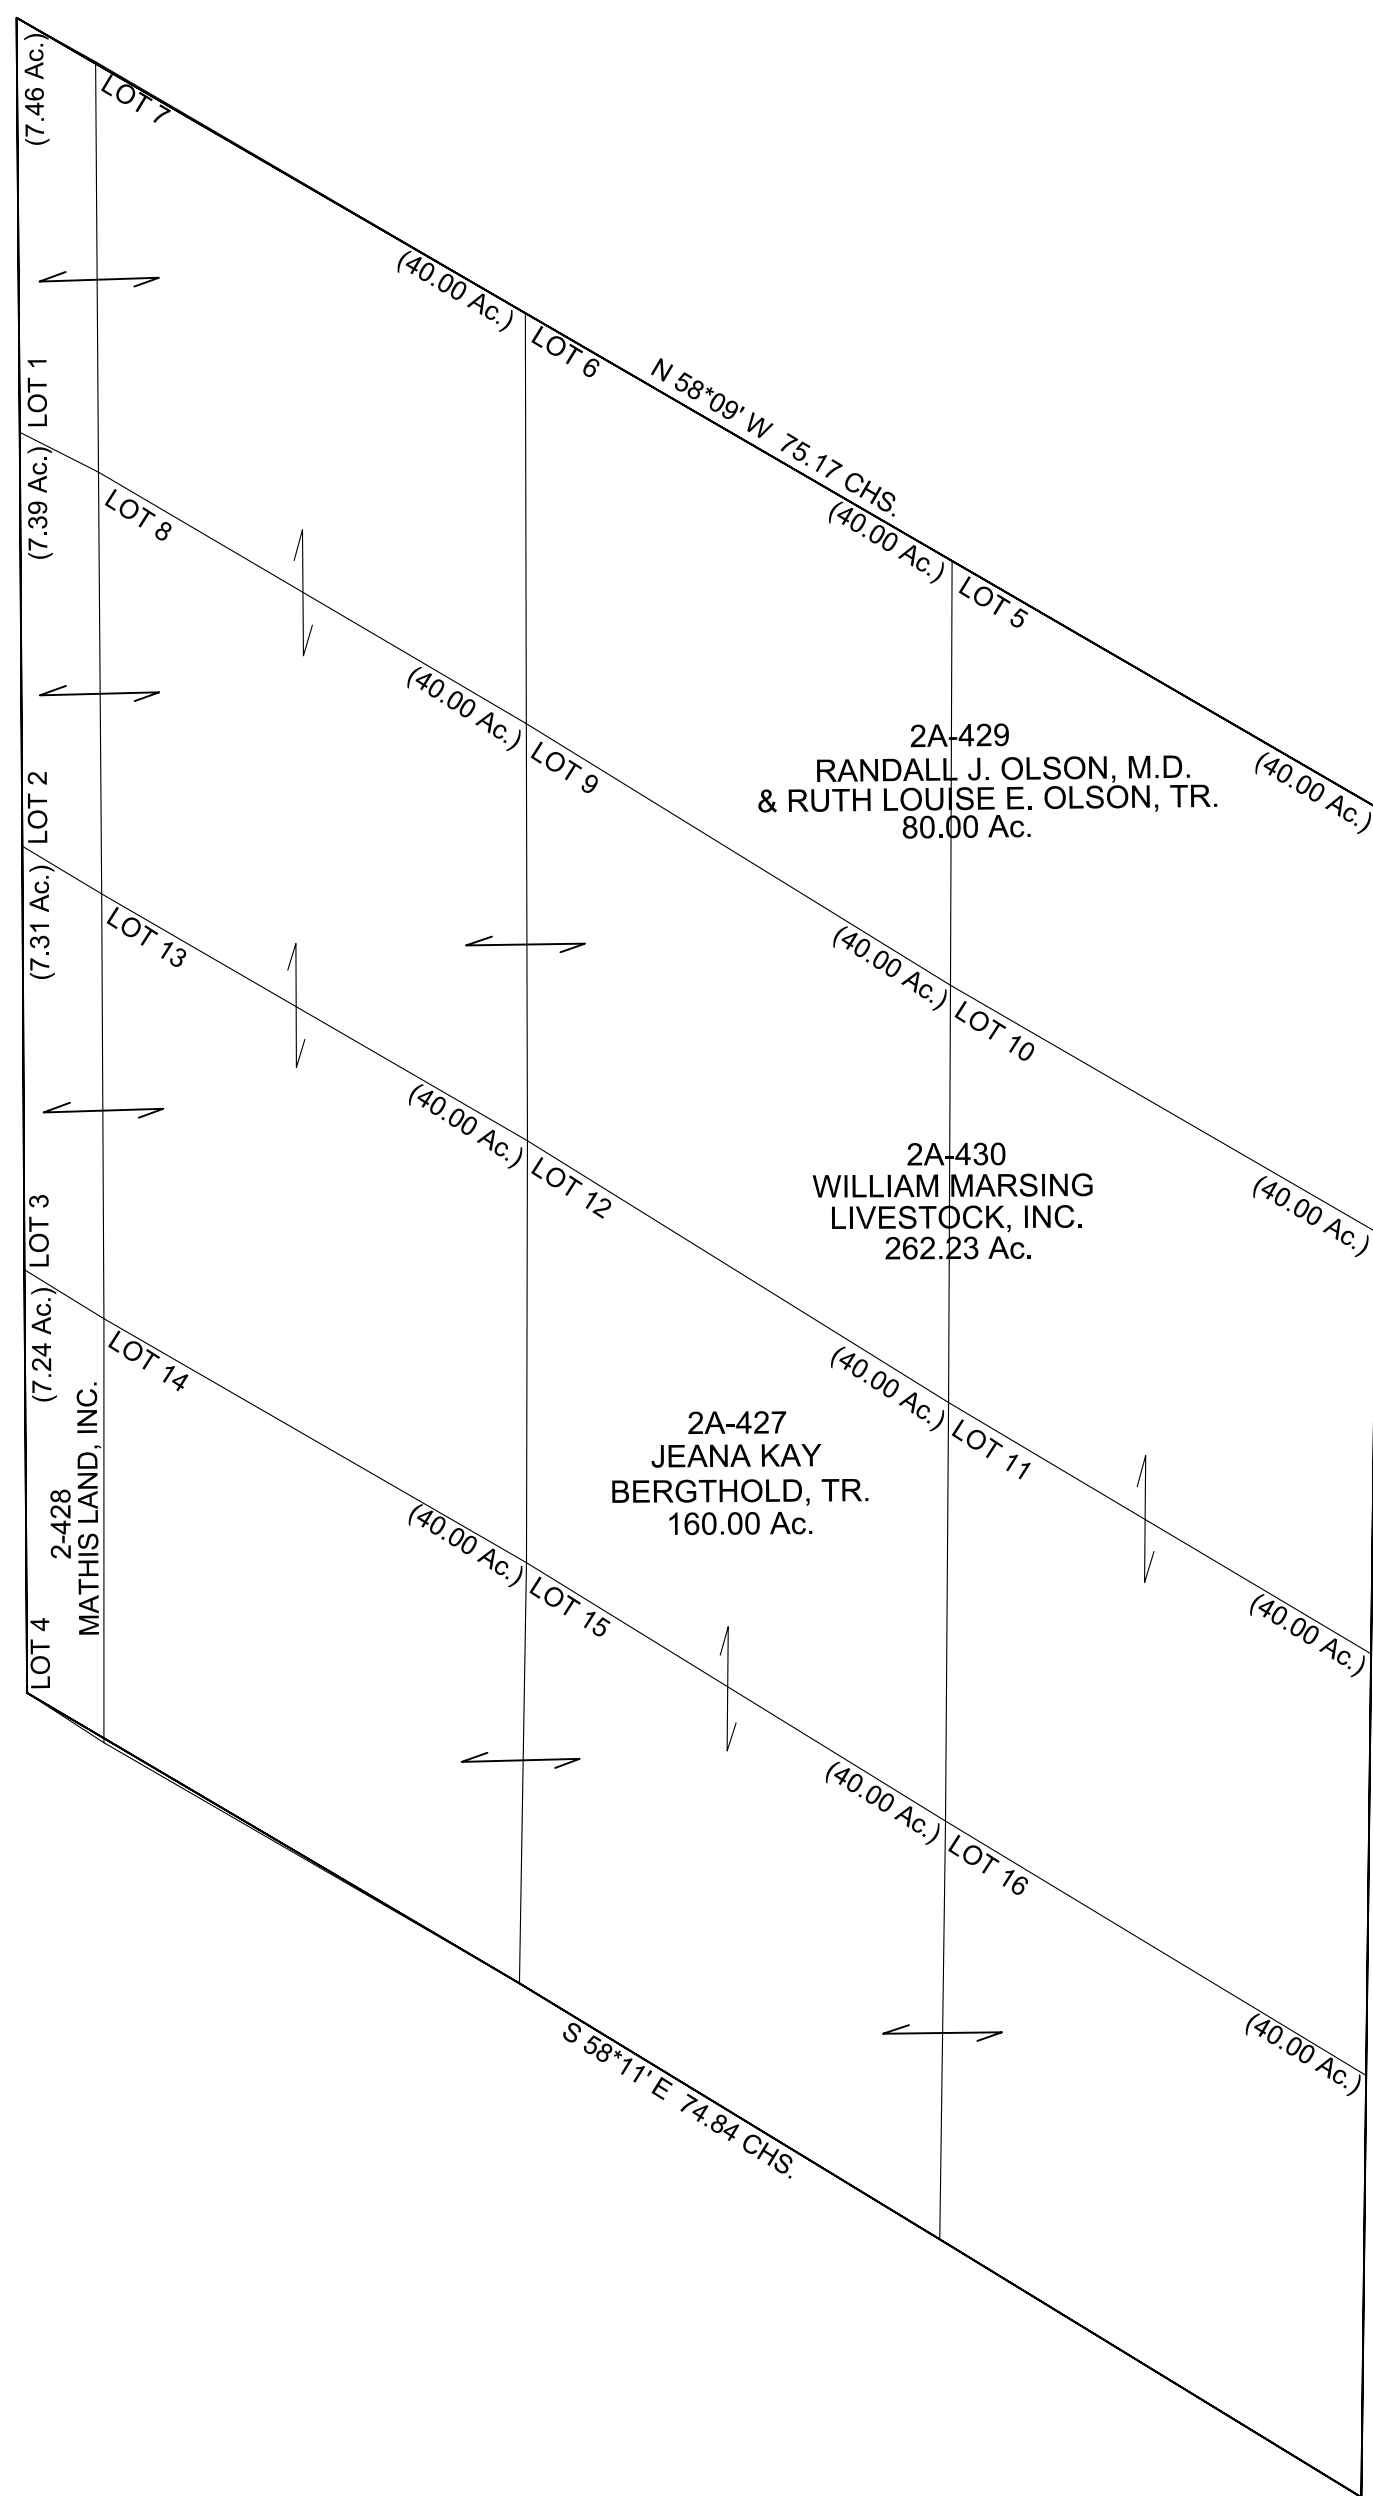 (7.46 Ac.)
LOT 7
(40.00 Ac.)
LOT 6
N 58*09' W 75.17 CHS.
(40.00 Ac.)
LOT 5
(40.00 Ac.)
LOT 1
(7.39 Ac.)
LOT 8
(40.00 Ac.)
LOT 9
2A-429
RANDALL J. OLSON, M.D.
& RUTH LOUISE E. OLSON, TR.
80.00 Ac.
(40.00 Ac.)
LOT 10
(40.00 Ac.)
LOT 2
(7.31 Ac.)
LOT 13
(40.00 Ac.)
LOT 12
2A-430
WILLIAM MARSING
LIVESTOCK, INC.
262.23 Ac.
(40.00 Ac.)
LOT 11
(40.00 Ac.)
LOT 3
(7.24 Ac.)
LOT 14
(40.00 Ac.)
LOT 15
2A-427
JEANA KAY
BERGTHOLD, TR.
160.00 Ac.
(40.00 Ac.)
LOT 16
(40.00 Ac.)
2-428
MATHIS LAND, INC.
LOT 4
S 58*11' E 74.84 CHS.